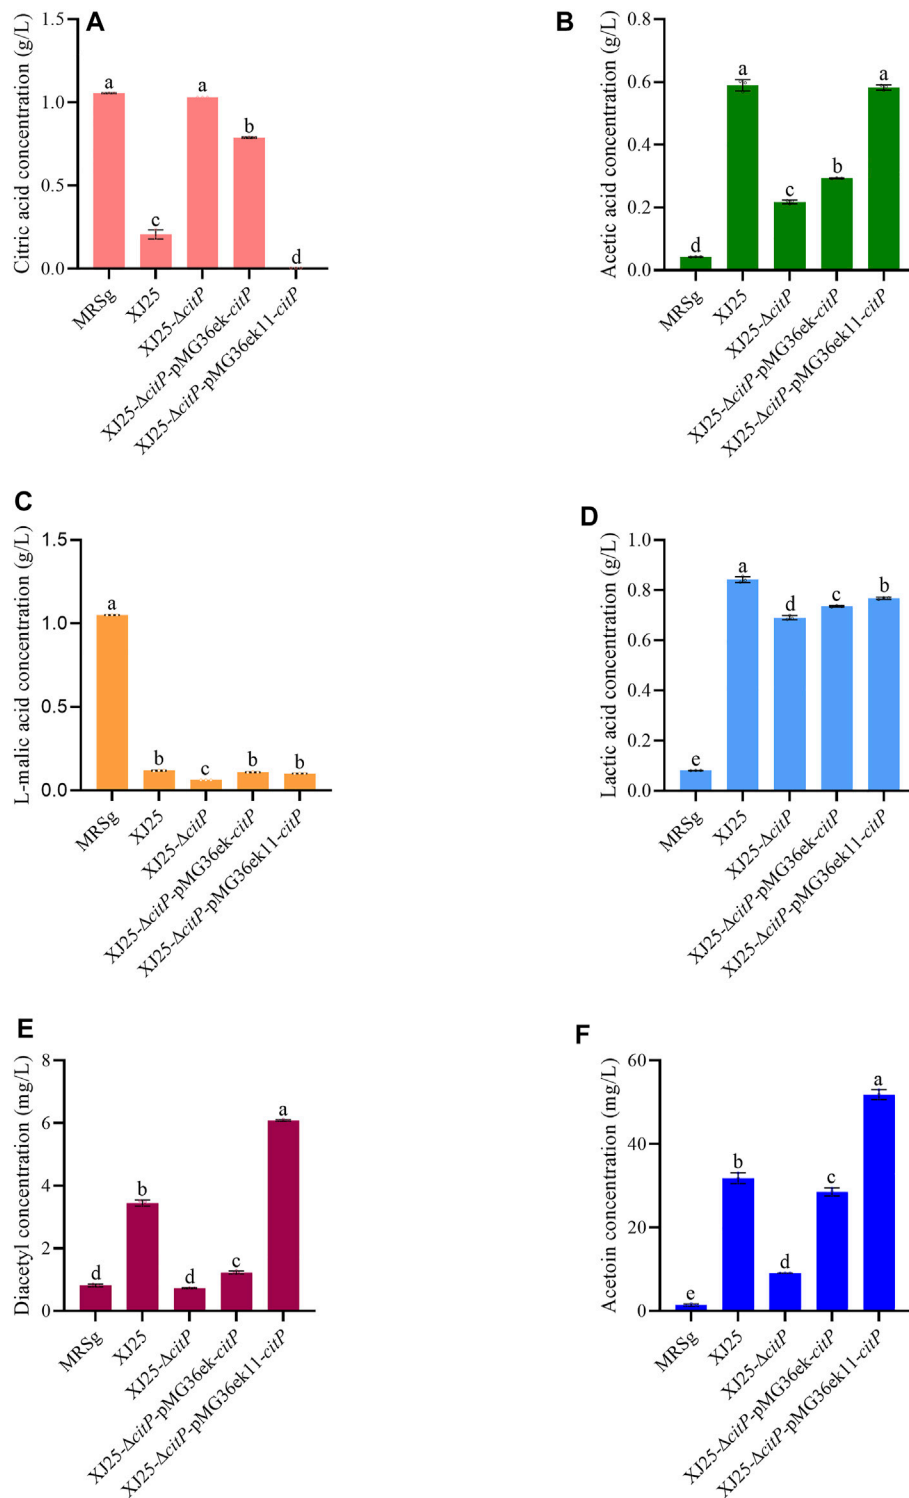 A
Citric acid concentration (g/L)
1.5
1.0
0.5
0.0
a
c
a
b
d
MRSg
XJ25
XJ25-ΔcitP
XJ25-ΔcitP-pMG36ek-citP
XJ25-ΔcitP-pMG36ek11-citP
B
Acetic acid concentration (g/L)
0.8
0.6
0.4
0.2
0.0
d
a
c
b
a
MRSg
XJ25
XJ25-ΔcitP
XJ25-ΔcitP-pMG36ek-citP
XJ25-ΔcitP-pMG36ek11-citP
C
L-malic acid concentration (g/L)
1.5
1.0
0.5
0.0
a
b
c
b
b
MRSg
XJ25
XJ25-ΔcitP
XJ25-ΔcitP-pMG36ek-citP
XJ25-ΔcitP-pMG36ek11-citP
D
Lactic acid concentration (g/L)
1.0
0.8
0.6
0.4
0.2
0.0
e
a
d
c
b
MRSg
XJ25
XJ25-ΔcitP
XJ25-ΔcitP-pMG36ek-citP
XJ25-ΔcitP-pMG36ek11-citP
E
Diacetyl concentration (mg/L)
8
6
4
2
0
d
b
d
c
a
MRSg
XJ25
XJ25-ΔcitP
XJ25-ΔcitP-pMG36ek-citP
XJ25-ΔcitP-pMG36ek11-citP
F
Acetoin concentration (mg/L)
60
40
20
0
e
b
d
c
a
MRSg
XJ25
XJ25-ΔcitP
XJ25-ΔcitP-pMG36ek-citP
XJ25-ΔcitP-pMG36ek11-citP